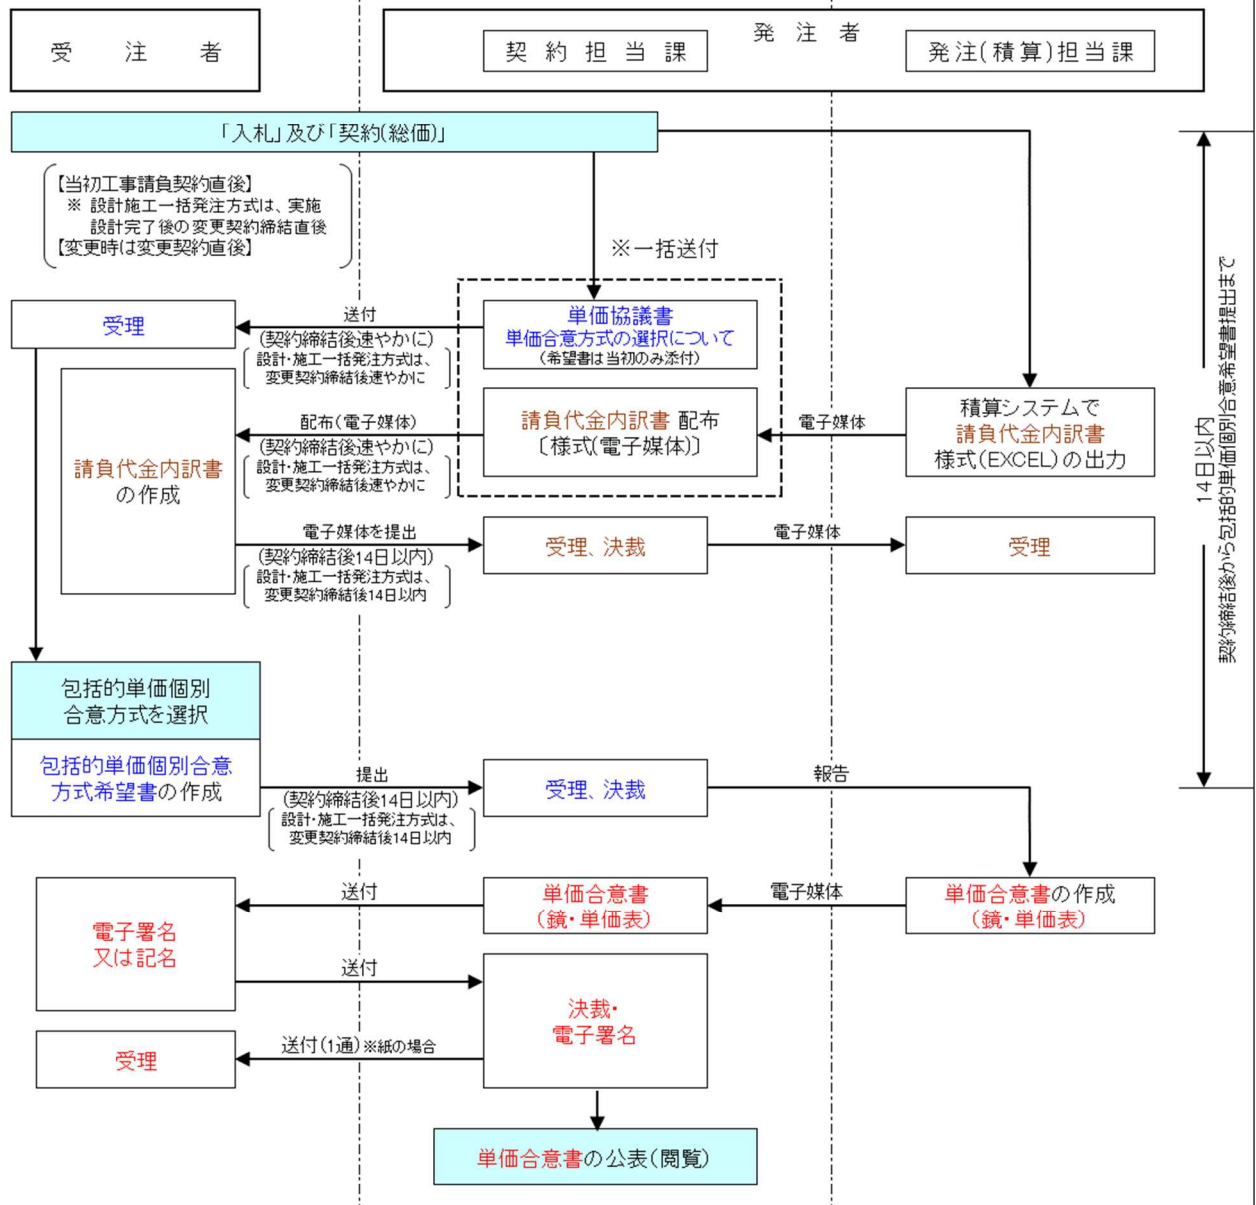 受注者
発注者
契約担当課
発注(積算)担当課
「入札」及び「契約(総価)」
【当初工事請負契約直後】
※ 設計施工一括発注方式は、実施
設計完了後の変更契約締結直後
【変更時は変更契約直後】
※一括送付
受理
送付
(契約締結後速やかに)
設計・施工一括発注方式は、
変更契約締結後速やかに
単価協議書
単価合意方式の選択について
(希望書は当初のみ添付)
請負代金内訳書
の作成
配布(電子媒体)
(契約締結後速やかに)
設計・施工一括発注方式は、
変更契約締結後速やかに
請負代金内訳書 配布
〔様式(電子媒体)〕
電子媒体
積算システムで
請負代金内訳書
様式(EXCEL)の出力
電子媒体を提出
(契約締結後14日以内)
設計・施工一括発注方式は、
変更契約締結後14日以内
受理、決裁
電子媒体
受理
14日以内
契約締結後から包括的単価個別合意希望書提出まで
包括的単価個別
合意方式を選択
包括的単価個別合意
方式希望書の作成
提出
(契約締結後14日以内)
設計・施工一括発注方式は、
変更契約締結後14日以内
受理、決裁
報告
単価合意書の作成
(鏡・単価表)
電子媒体
単価合意書
(鏡・単価表)
送付
電子署名
又は記名
送付
決裁・
電子署名
送付(1通)※紙の場合
受理
単価合意書の公表(閲覧)